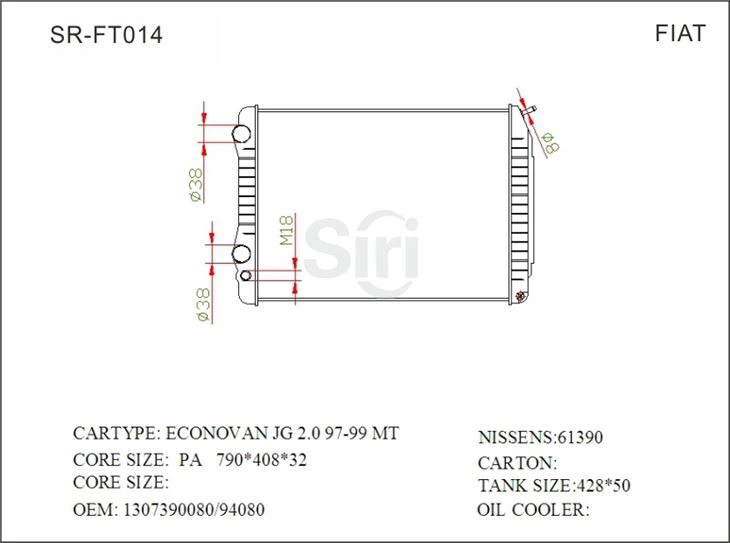 SR-FT014
FIAT
ø8
ø38
M18
Siri
ø38
CARTYPE: ECONOVAN JG 2.0 97-99 MT
CORE SIZE: PA 790*408*32
CORE SIZE:
OEM: 1307390080/94080
NISSENS:61390
CARTON:
TANK SIZE:428*50
OIL COOLER: